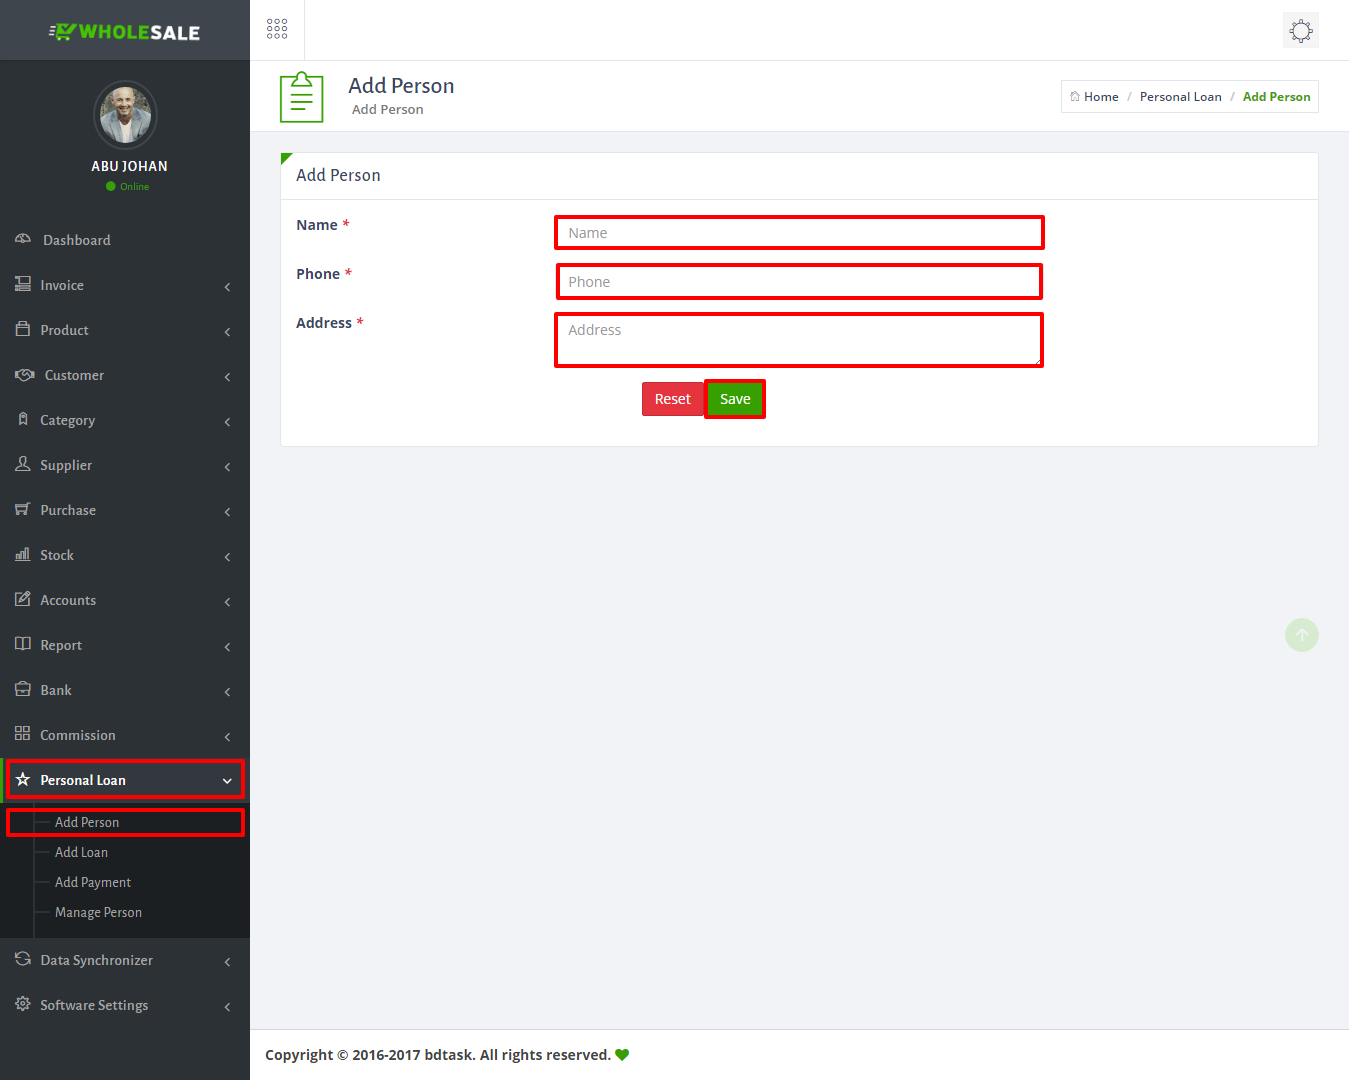 WHOLESALE
ABU JOHAN
Online
Dashboard
Invoice
Product
Customer
Category
Supplier
Purchase
Stock
Accounts
Report
Bank
Commission
Personal Loan
Add Person
Add Loan
Add Payment
Manage Person
Data Synchronizer
Software Settings
Add Person
Add Person
Home / Personal Loan / Add Person
Add Person
Name *
Name
Phone *
Phone
Address *
Address
Reset Save
Copyright © 2016-2017 bdtask. All rights reserved.